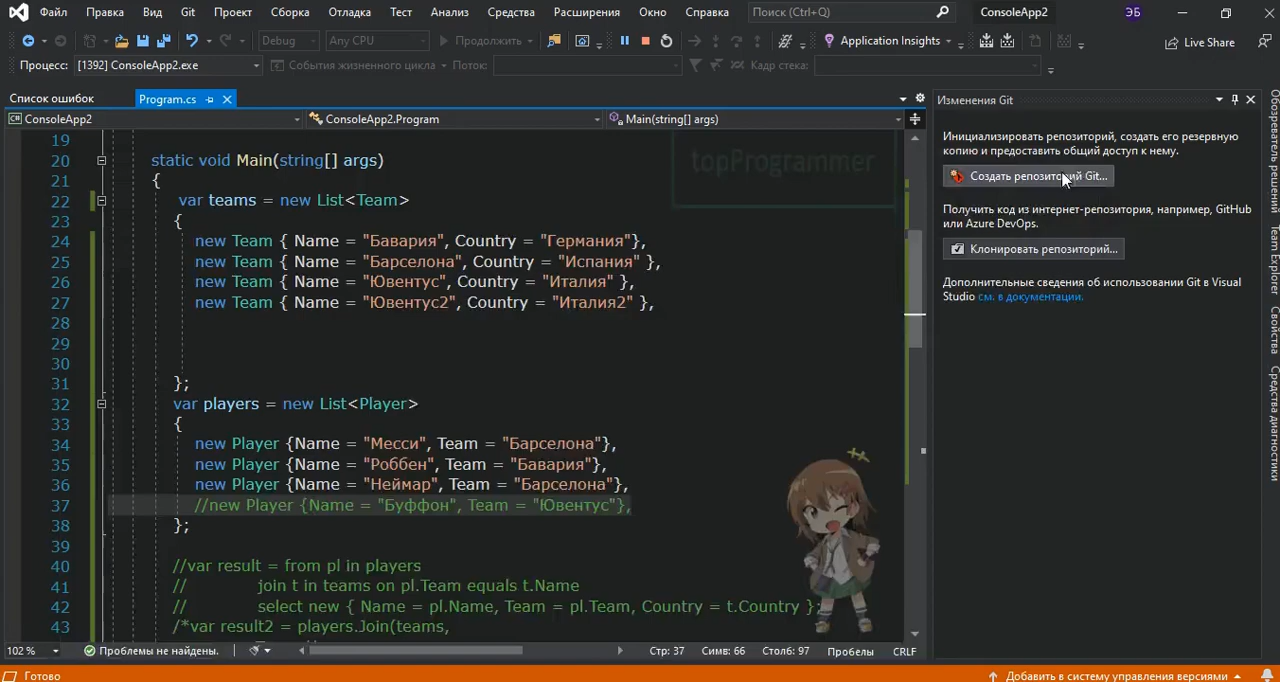 Файл Правка Вид Git Проект Сборка Отладка Тест Анализ Средства Расширения Окно Справка Поиск (Ctrl+Q) ConsoleApp2 ЭБ
Debug Any CPU Продолжить Application Insights Live Share
Процесс: [1392] ConsoleApp2.exe События жизненного цикла Поток: Кадр стека:
Список ошибок Program.cs
ConsoleApp2 ConsoleApp2.Program Main(string[] args)
19
20 static void Main(string[] args)
21 {
22 var teams = new List<Team>
23 {
24 new Team { Name = "Бавария", Country = "Германия"},
25 new Team { Name = "Барселона", Country = "Испания" },
26 new Team { Name = "Ювентус", Country = "Италия" },
27 new Team { Name = "Ювентус2", Country = "Италия2" },
28
29
30
31 };
32 var players = new List<Player>
33 {
34 new Player {Name = "Месси", Team = "Барселона"},
35 new Player {Name = "Роббен", Team = "Бавария"},
36 new Player {Name = "Неймар", Team = "Барселона"},
37 //new Player {Name = "Буффон", Team = "Ювентус"},
38 };
39
40 //var result = from pl in players
41 // join t in teams on pl.Team equals t.Name
42 // select new { Name = pl.Name, Team = pl.Team, Country = t.Country };
43 /*var result2 = players.Join(teams,
topProgrammer
102 % Проблемы не найдены. Стр: 37 Симв: 66 Столб: 97 Пробелы CRLF
Изменения Git
Инициализировать репозиторий, создать его резервную
копию и предоставить общий доступ к нему.
Создать репозиторий Git...
Получить код из интернет-репозитория, например, GitHub
или Azure DevOps.
Клонировать репозиторий...
Дополнительные сведения об использовании Git в Visual
Studio см. в документации.
Обозреватель решений
Team Explorer
Свойства
Средства диагностики
Готово Добавить в систему управления версиями